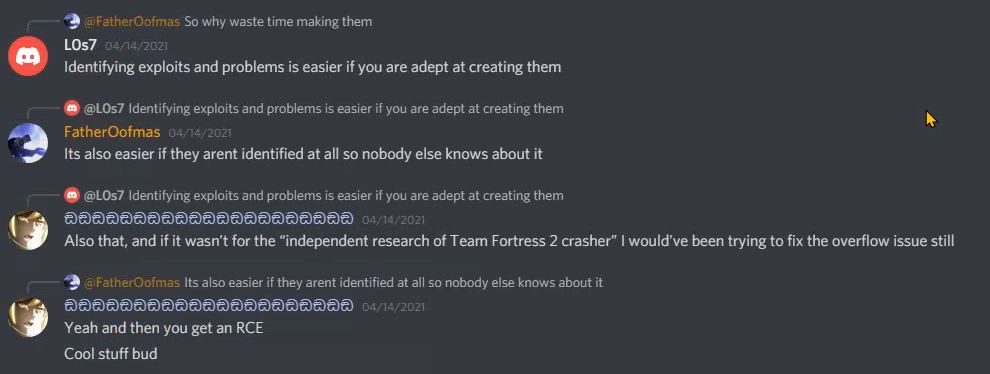 @FatherOofmas So why waste time making them
L0s7 04/14/2021
Identifying exploits and problems is easier if you are adept at creating them
@L0s7 Identifying exploits and problems is easier if you are adept at creating them
FatherOofmas 04/14/2021
Its also easier if they arent identified at all so nobody else knows about it
@L0s7 Identifying exploits and problems is easier if you are adept at creating them
04/14/2021
Also that, and if it wasn't for the “independent research of Team Fortress 2 crasher” I would've been trying to fix the overflow issue still
@FatherOofmas Its also easier if they arent identified at all so nobody else knows about it
04/14/2021
Yeah and then you get an RCE
Cool stuff bud